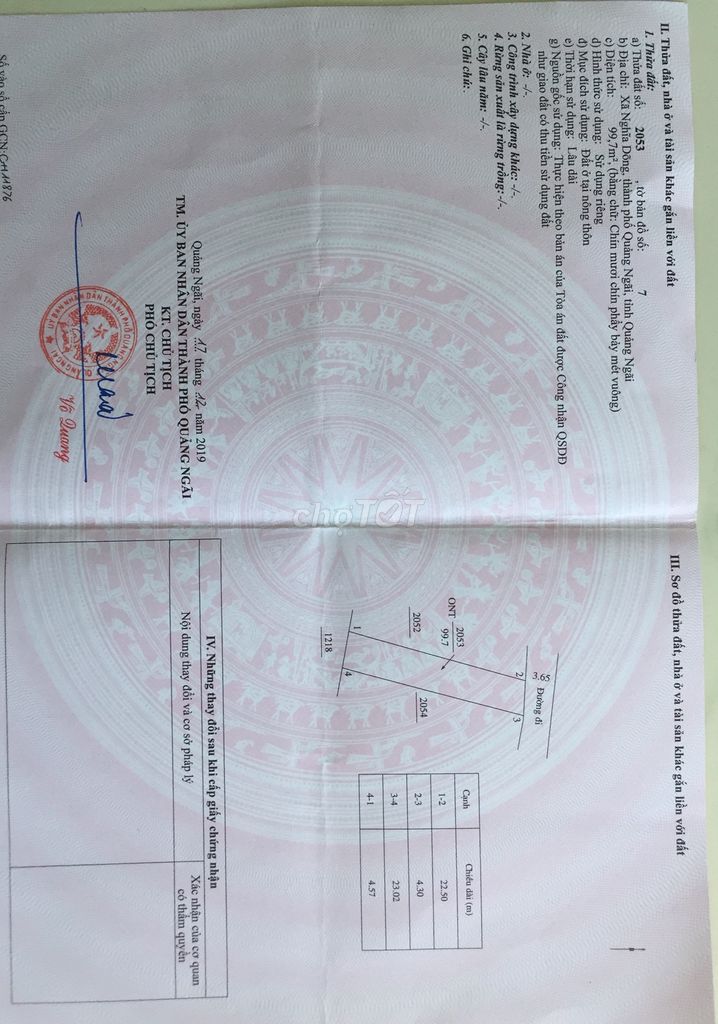 II. Thửa đất, nhà ở và tài sản khác gắn liền với đất
1. Thửa đất:
a) Thửa đất số: 2053 , tờ bản đồ số: 7
b) Địa chỉ: Xã Nghĩa Dõng, thành phố Quảng Ngãi, tỉnh Quảng Ngãi
c) Diện tích: 99,7m², (bằng chữ: Chín mươi chín phẩy bảy mét vuông)
d) Hình thức sử dụng: Sử dụng riêng
đ) Mục đích sử dụng: Đất ở tại nông thôn
e) Thời hạn sử dụng: Lâu dài
g) Nguồn gốc sử dụng: Thực hiện theo bản án của Tòa án đất được Công nhận QSDĐ
như giao đất có thu tiền sử dụng đất
2. Nhà ở: -/-.
3. Công trình xây dựng khác: -/-.
4. Rừng sản xuất là rừng trồng: -/-.
5. Cây lâu năm: -/-.
6. Ghi chú:.
Quảng Ngãi, ngày 17 tháng 12 năm 2019
TM. ỦY BAN NHÂN DÂN THÀNH PHỐ QUẢNG NGÃI
KT. CHỦ TỊCH
PHÓ CHỦ TỊCH
ỦY BAN NHÂN DÂN THÀNH PHỐ QUẢNG NGÃI
Võ Quang
Số vào sổ cấp GCN: CH11876
chợTỐT
III. Sơ đồ thửa đất, nhà ở và tài sản khác gắn liền với đất
3.65 Đường đi
2
3
ONT 2053
99.7
2052
2054
1
4
1218
Cạnh Chiều dài (m)
1-2 22.50
2-3 4.30
3-4 23.02
4-1 4.57
IV. Những thay đổi sau khi cấp giấy chứng nhận
Nội dung thay đổi và cơ sở pháp lý
Xác nhận của cơ quan
có thẩm quyền